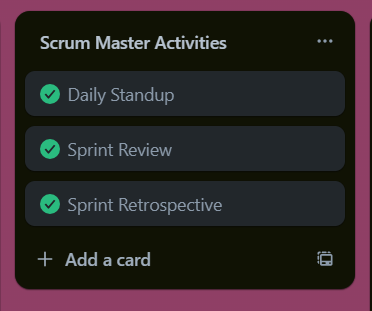 Scrum Master Activities
Daily Standup
Sprint Review
Sprint Retrospective
Add a card